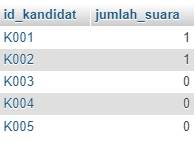 id_kandidat jumlah_suara
K001 1
K002 1
K003 0
K004 0
K005 0